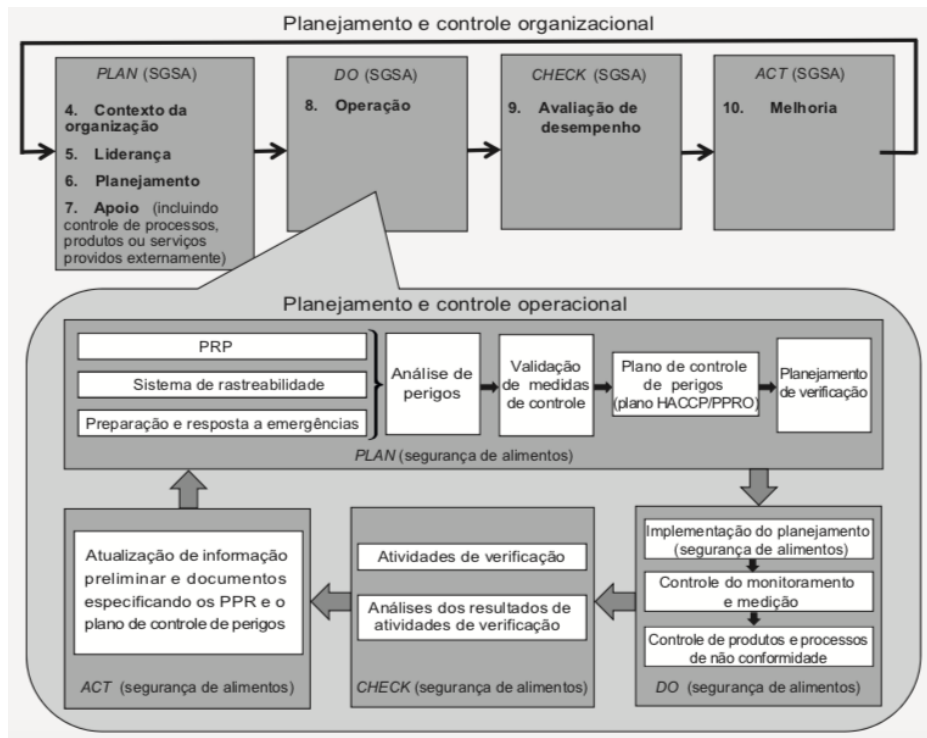 Planejamento e controle organizacional
PLAN (SGSA)
4. Contexto da
organização
5. Liderança
6. Planejamento
7. Apoio (incluindo
controle de processos,
produtos ou serviços
providos externamente)
DO (SGSA)
8. Operação
CHECK (SGSA)
9. Avaliação de
desempenho
ACT (SGSA)
10. Melhoria
Planejamento e controle operacional
PRP
Sistema de rastreabilidade
Preparação e resposta a emergências
Análise de
perigos
Validação
de medidas
de controle
Plano de controle
de perigos
(plano HACCP/PPRO)
Planejamento
de verificação
PLAN (segurança de alimentos)
Implementação do planejamento
(segurança de alimentos)
Controle do monitoramento
e medição
Controle de produtos e processos
de não conformidade
DO (segurança de alimentos)
Atividades de verificação
Análises dos resultados de
atividades de verificação
CHECK (segurança de alimentos)
Atualização de informação
preliminar e documentos
especificando os PPR e o
plano de controle de perigos
ACT (segurança de alimentos)